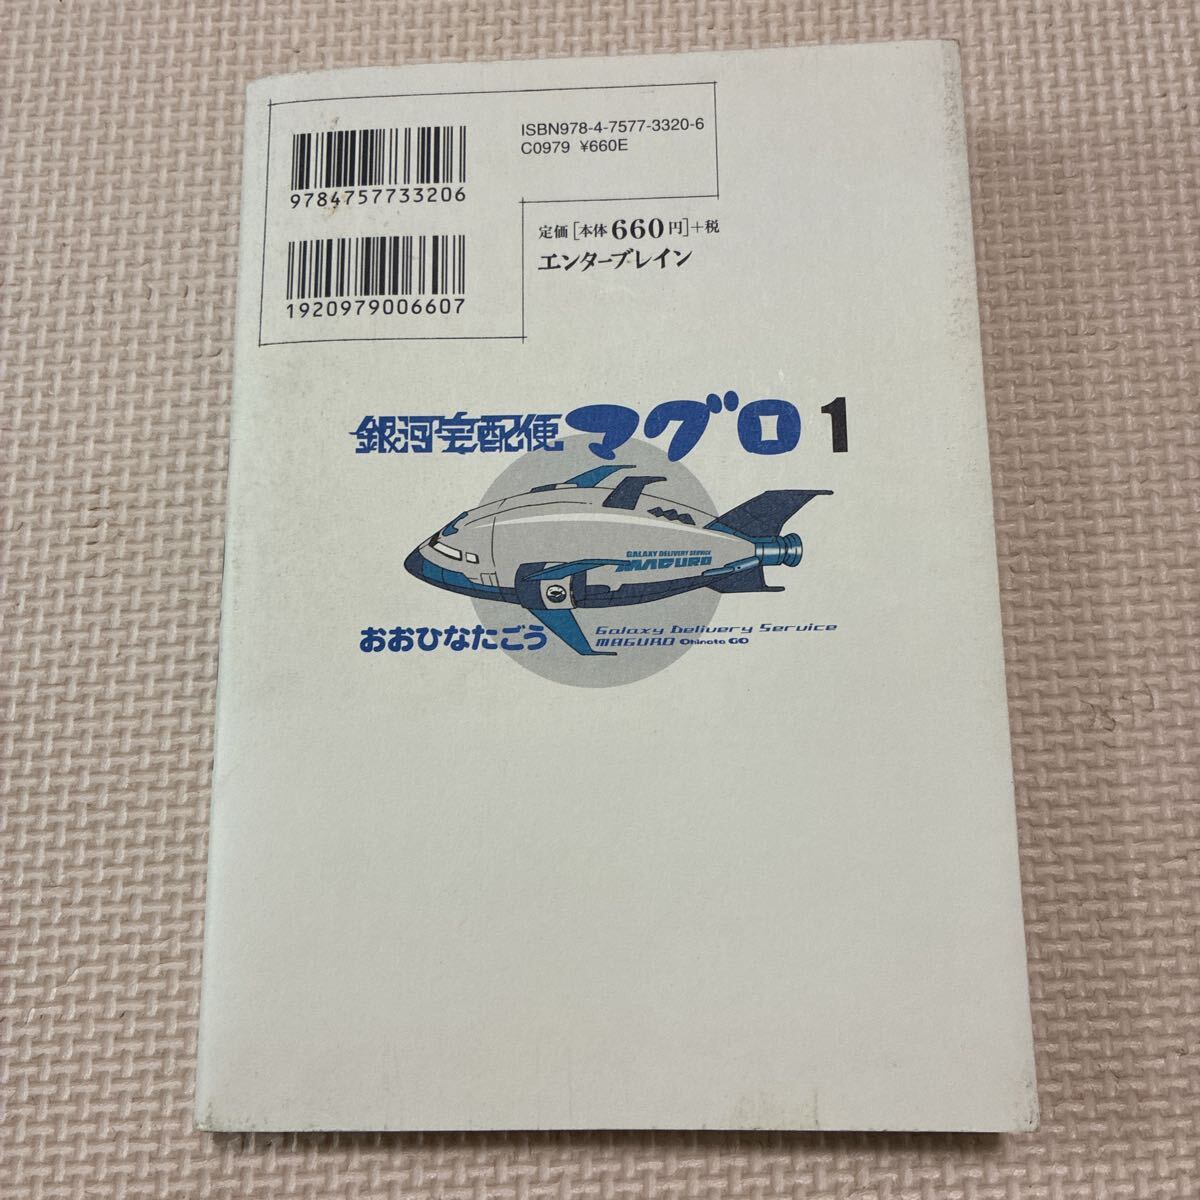 ISBN978-4-7577-3320-6
C0979 ¥660E
9784757733206
1920979006607
定価[本体660円]+税
エンターブレイン
銀河宅配便マグロ 1
GALAXY DELIVERY SERVICE
MAGURO
おおひなたごう
Galaxy Delivery Service
MAGURO Ohinata GO